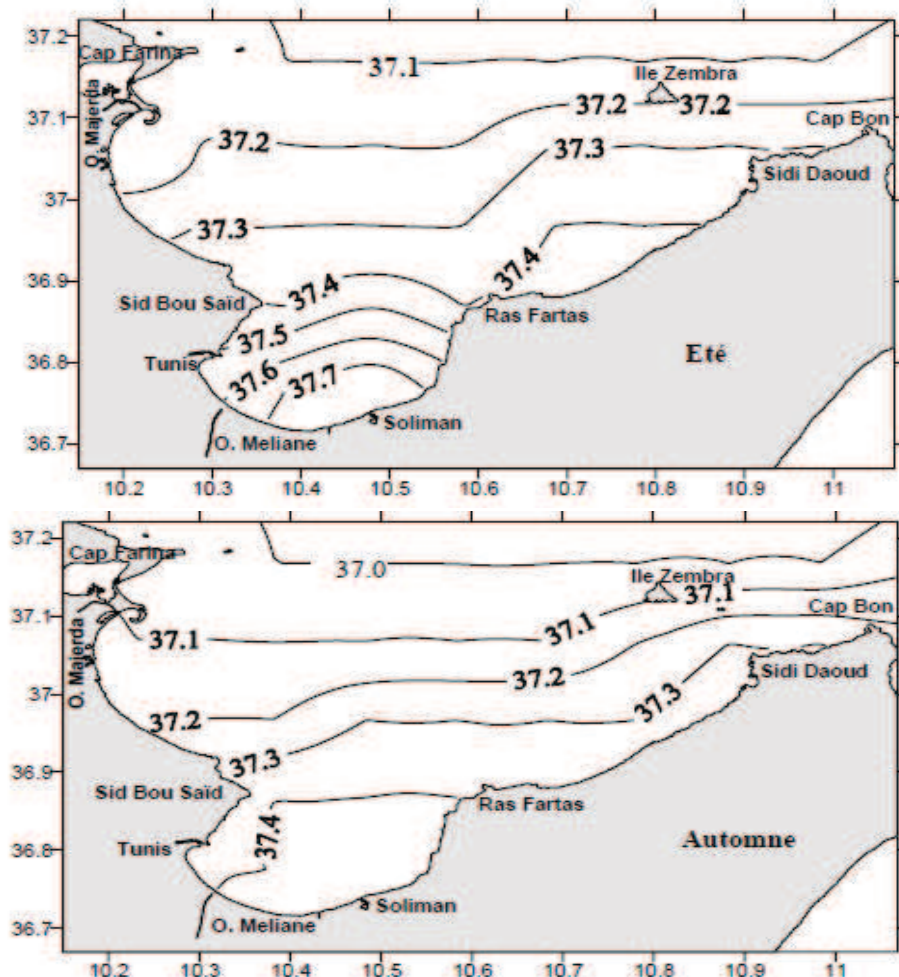 37.2
Cap Farina
37.1
Ile Zembra
37.2
37.2
37.1
Cap Bon
O. Majerda
37.2
37.3
Sidi Daoud
37
37.3
36.9
37.4
37.4
Sid Bou Saïd
Ras Fartas
37.5
Tunis
36.8
37.6
37.7
Eté
Soliman
36.7
O. Meliane
10.2
10.3
10.4
10.5
10.6
10.7
10.8
10.9
11
37.2
Cap Farina
37.0
Ile Zembra
37.1
37.1
Cap Bon
37.1
37.1
O. Majerda
Sidi Daoud
37
37.2
37.3
37.2
36.9
37.3
Sid Bou Saïd
Ras Fartas
37.4
Tunis
36.8
Automne
Soliman
36.7
O. Meliane
10.2
10.3
10.4
10.5
10.6
10.7
10.8
10.9
11